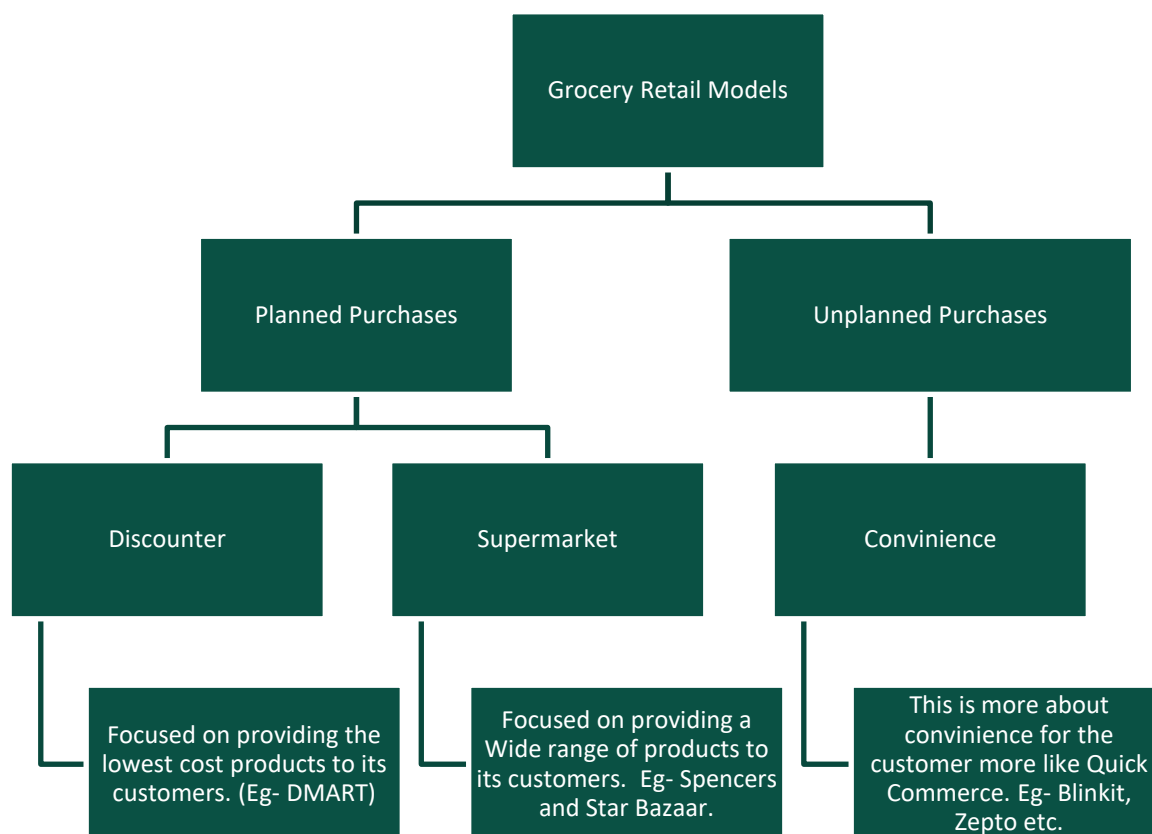 Grocery Retail Models
Planned Purchases
Unplanned Purchases
Discounter
Supermarket
Convinience
Focused on providing the
lowest cost products to its
customers. (Eg- DMART)
Focused on providing a
Wide range of products to
its customers.  Eg- Spencers
and Star Bazaar.
This is more about
convinience for the
customer more like Quick
Commerce. Eg- Blinkit,
Zepto etc.